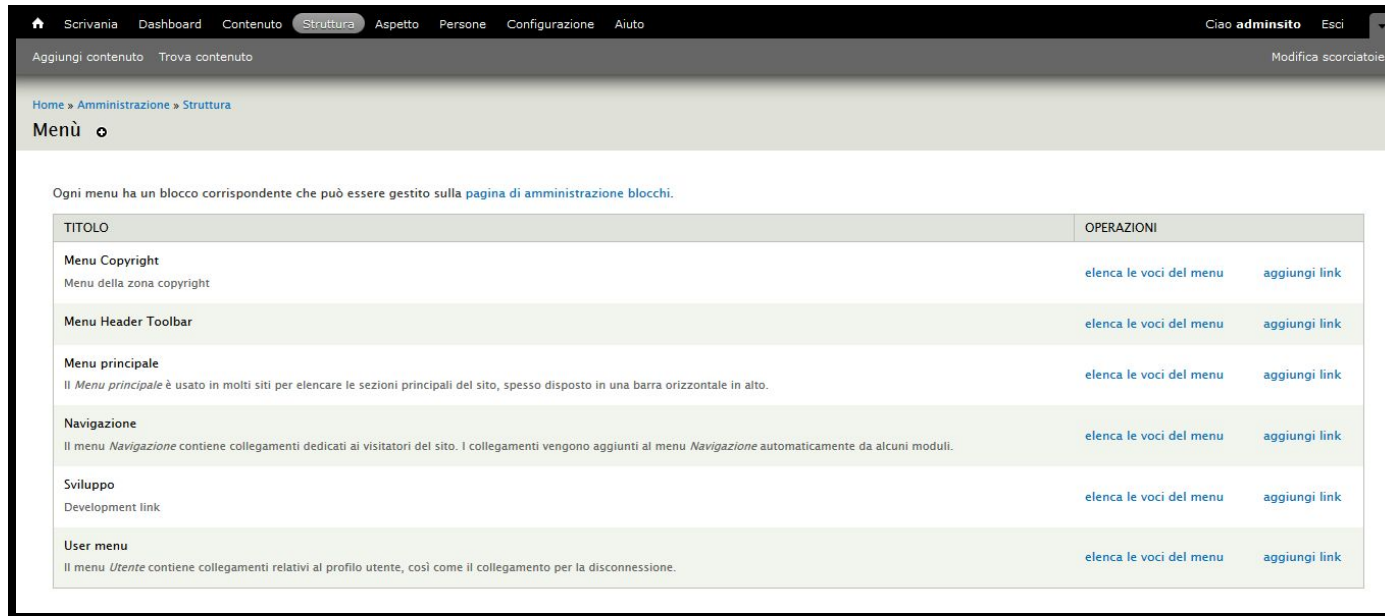 Scrivania Dashboard Contenuto Struttura Aspetto Persone Configurazione Aiuto Ciao adminsito Esci
Aggiungi contenuto Trova contenuto Modifica scorciatoie
Home » Amministrazione » Struttura
Menù
Ogni menu ha un blocco corrispondente che può essere gestito sulla pagina di amministrazione blocchi.
TITOLO OPERAZIONI
Menu Copyright
Menu della zona copyright
elenca le voci del menu aggiungi link
Menu Header Toolbar elenca le voci del menu aggiungi link
Menu principale
Il Menu principale è usato in molti siti per elencare le sezioni principali del sito, spesso disposto in una barra orizzontale in alto.
elenca le voci del menu aggiungi link
Navigazione
Il menu Navigazione contiene collegamenti dedicati ai visitatori del sito. I collegamenti vengono aggiunti al menu Navigazione automaticamente da alcuni moduli.
elenca le voci del menu aggiungi link
Sviluppo
Development link
elenca le voci del menu aggiungi link
User menu
Il menu Utente contiene collegamenti relativi al profilo utente, così come il collegamento per la disconnessione.
elenca le voci del menu aggiungi link